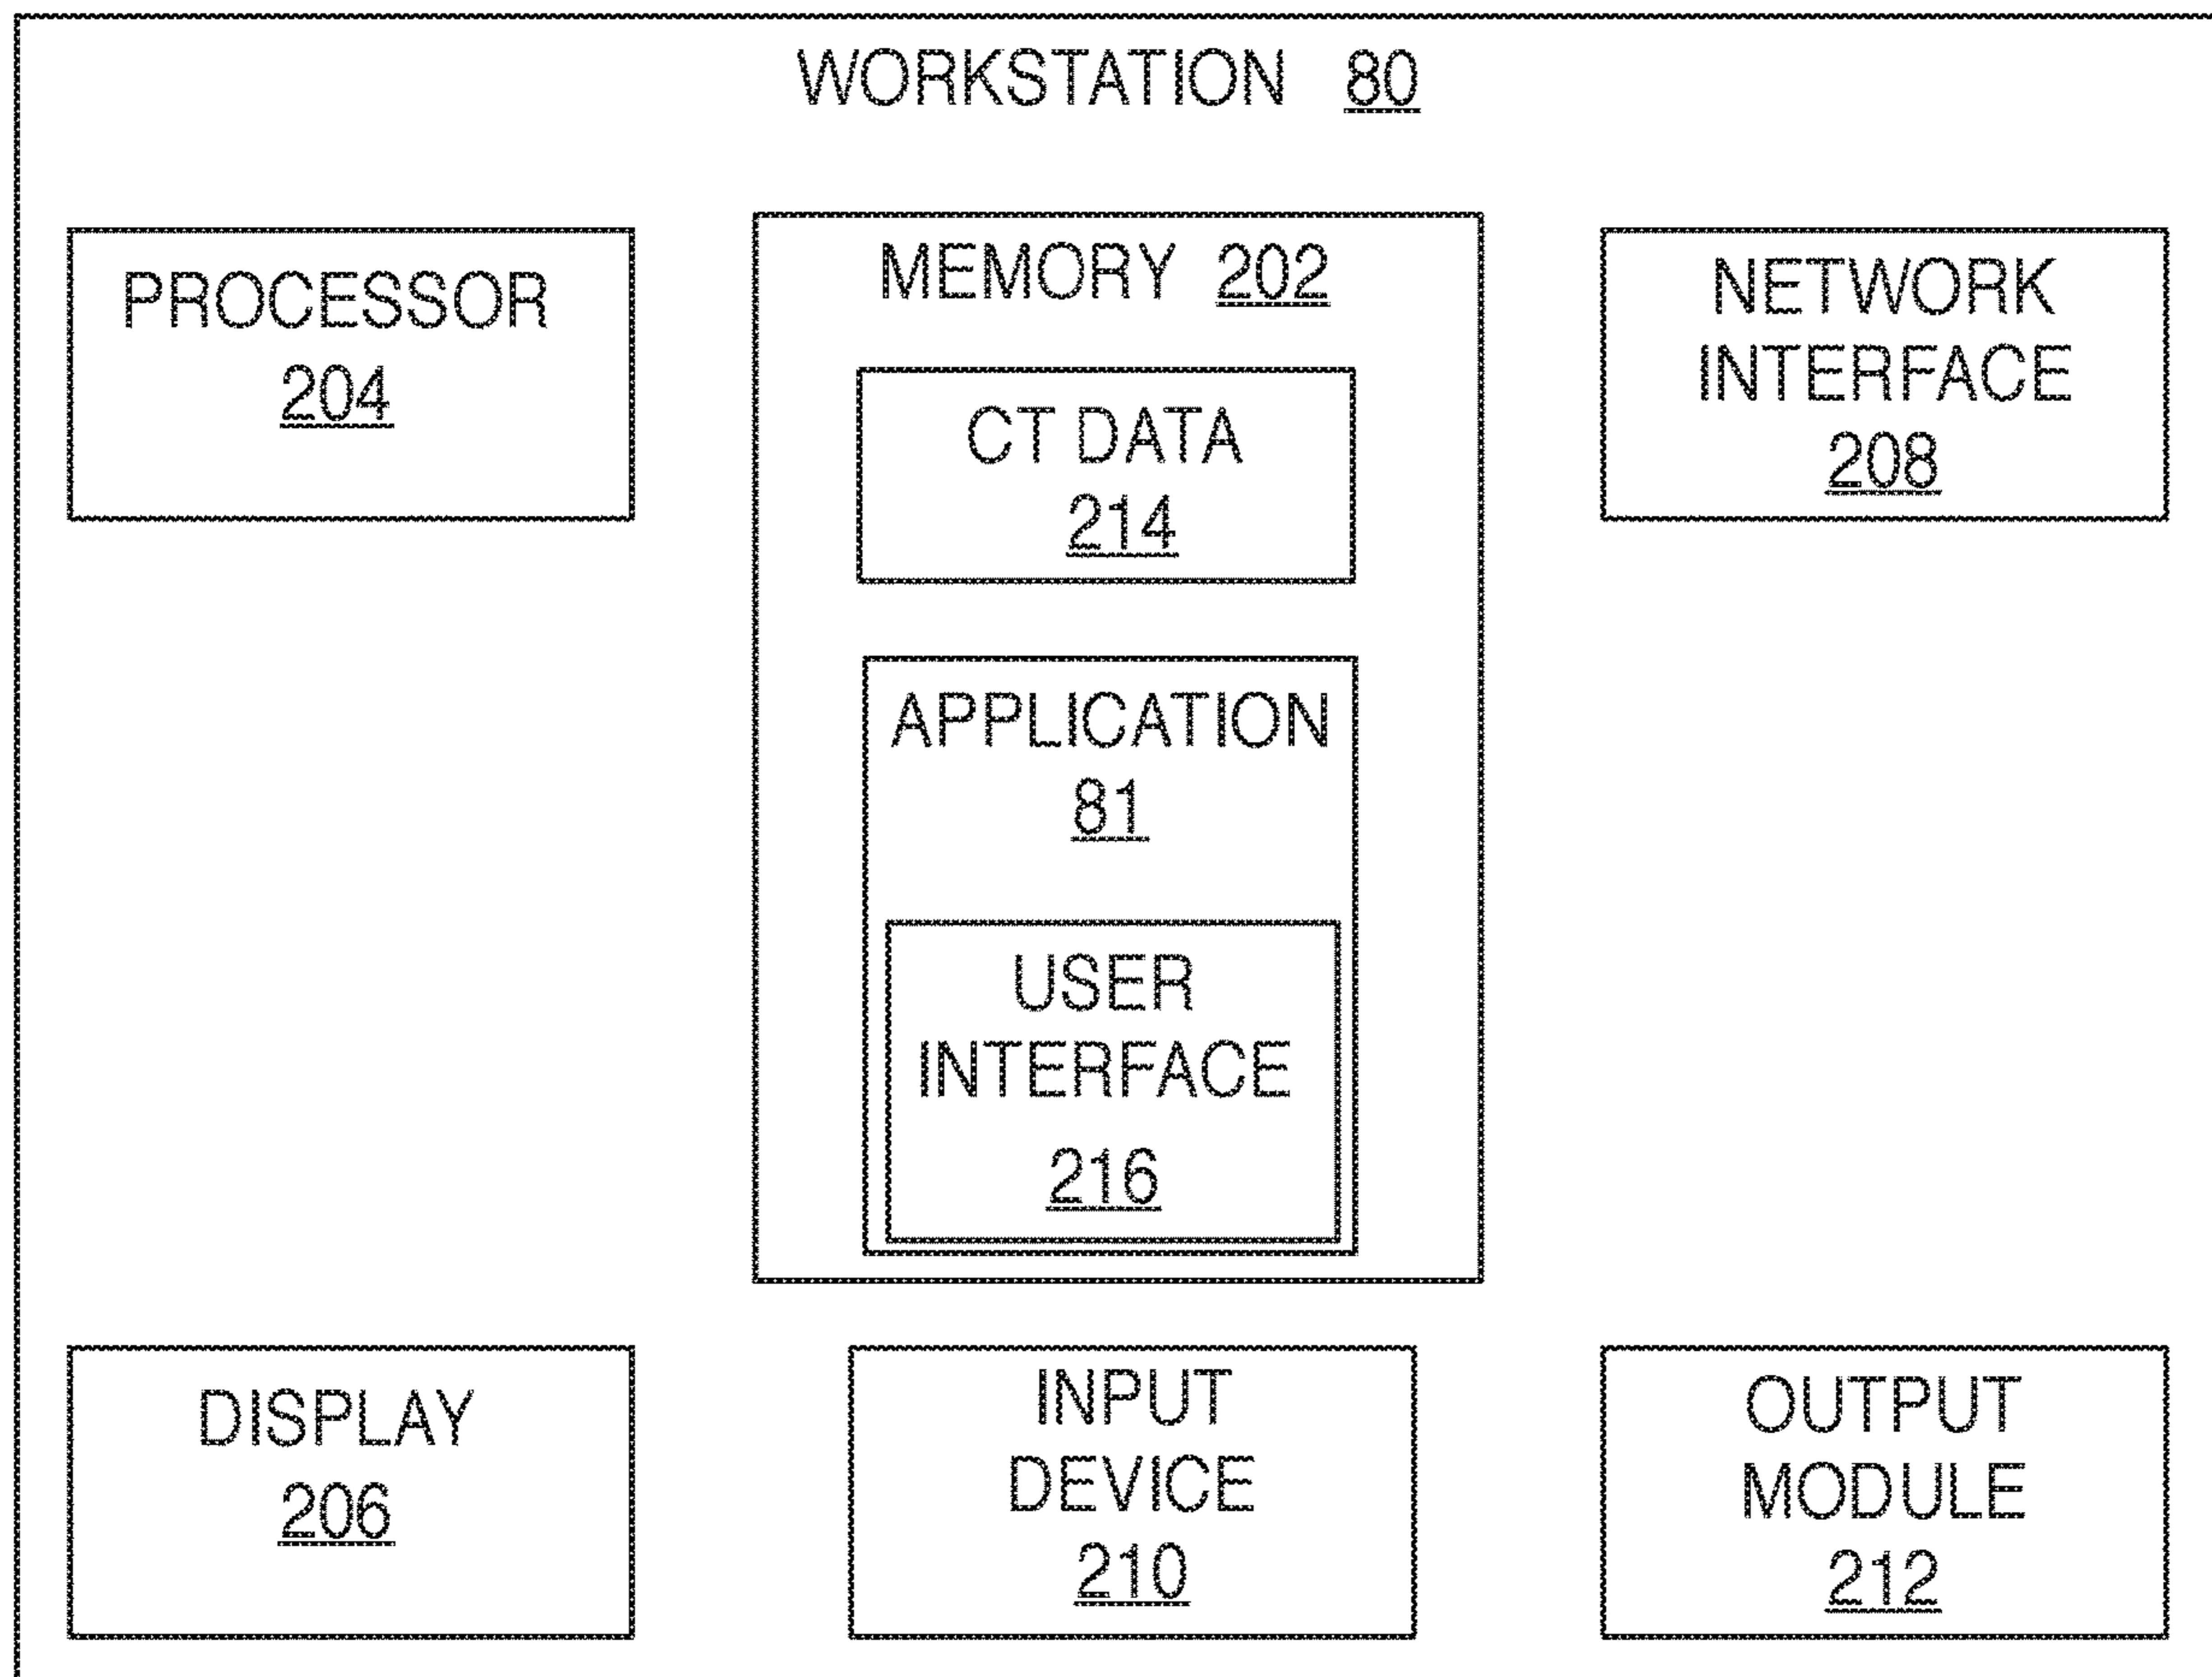 WORKSTATION 80
PROCESSOR
204
MEMORY 202
CT DATA
214
APPLICATION
81
USER
INTERFACE
216
NETWORK
INTERFACE
208
DISPLAY
206
INPUT
DEVICE
210
OUTPUT
MODULE
212